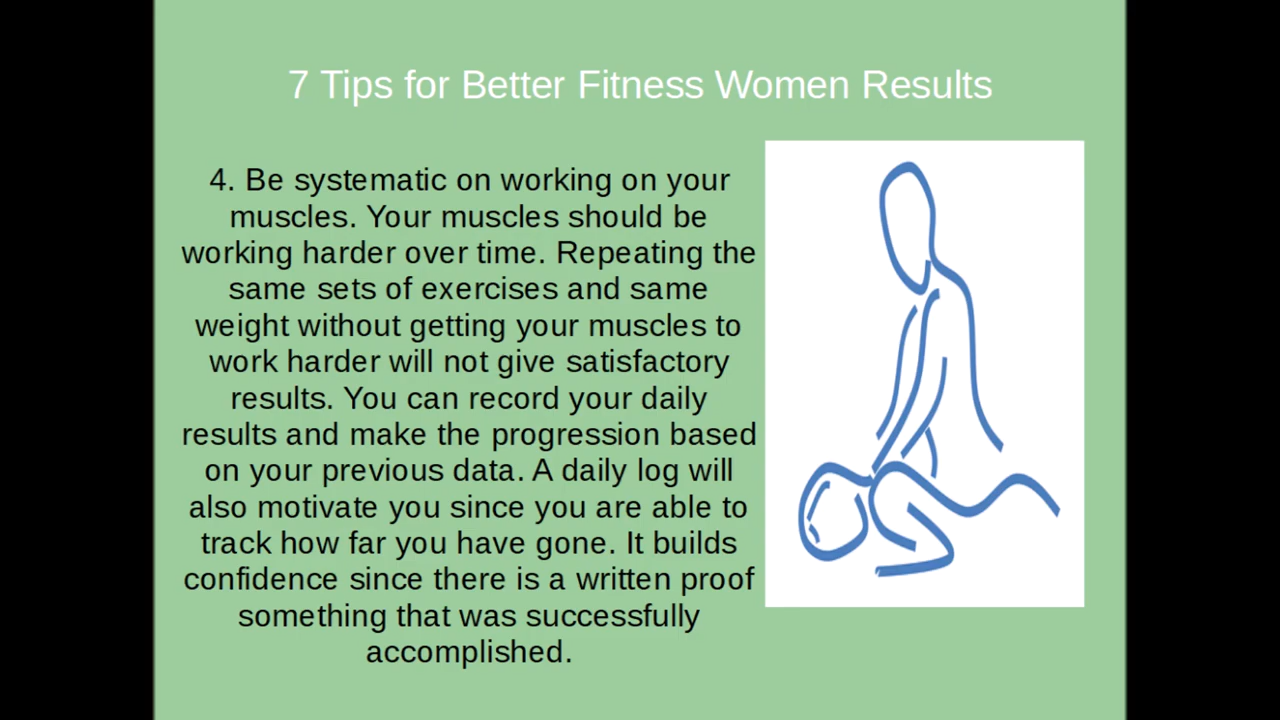 7 Tips for Better Fitness Women Results
4. Be systematic on working on your
muscles. Your muscles should be
working harder over time. Repeating the
same sets of exercises and same
weight without getting your muscles to
work harder will not give satisfactory
results. You can record your daily
results and make the progression based
on your previous data. A daily log will
also motivate you since you are able to
track how far you have gone. It builds
confidence since there is a written proof
something that was successfully
accomplished.